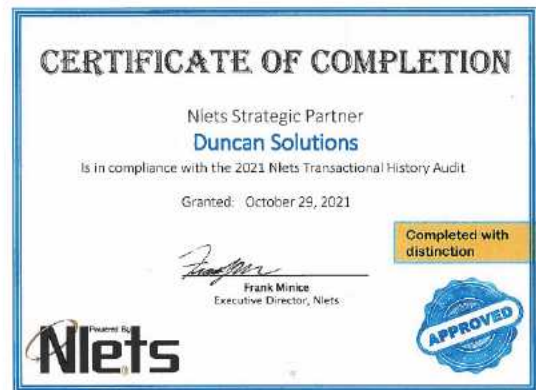 CERTIFICATE OF COMPLETION
Nlets Strategic Partner
Duncan Solutions
Is in compliance with the 2021 Nlets Transactional History Audit
Granted: October 29, 2021
Completed with
distinction
Frank Minice
Executive Director, Nlets
APPROVED
Powered By
Nlets